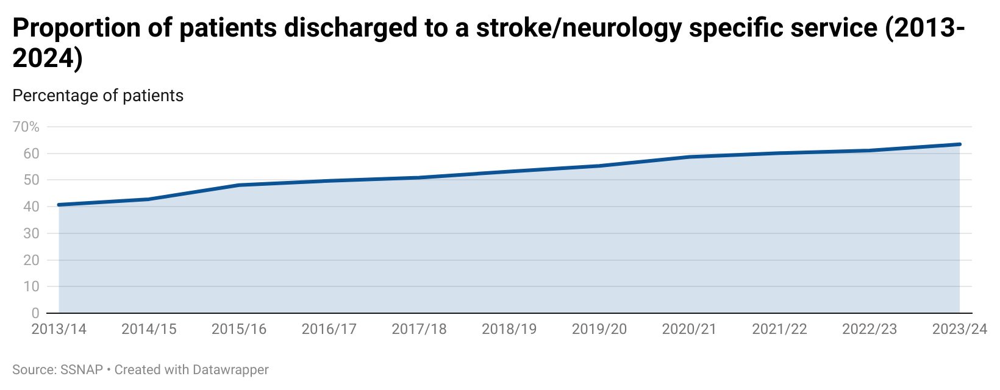 Proportion of patients discharged to a stroke/neurology specific service (2013-
2024)
Percentage of patients
70%
60
50
40
30
20
10
0
2013/14 2014/15 2015/16 2016/17 2017/18 2018/19 2019/20 2020/21 2021/22 2022/23 2023/24
Source: SSNAP • Created with Datawrapper